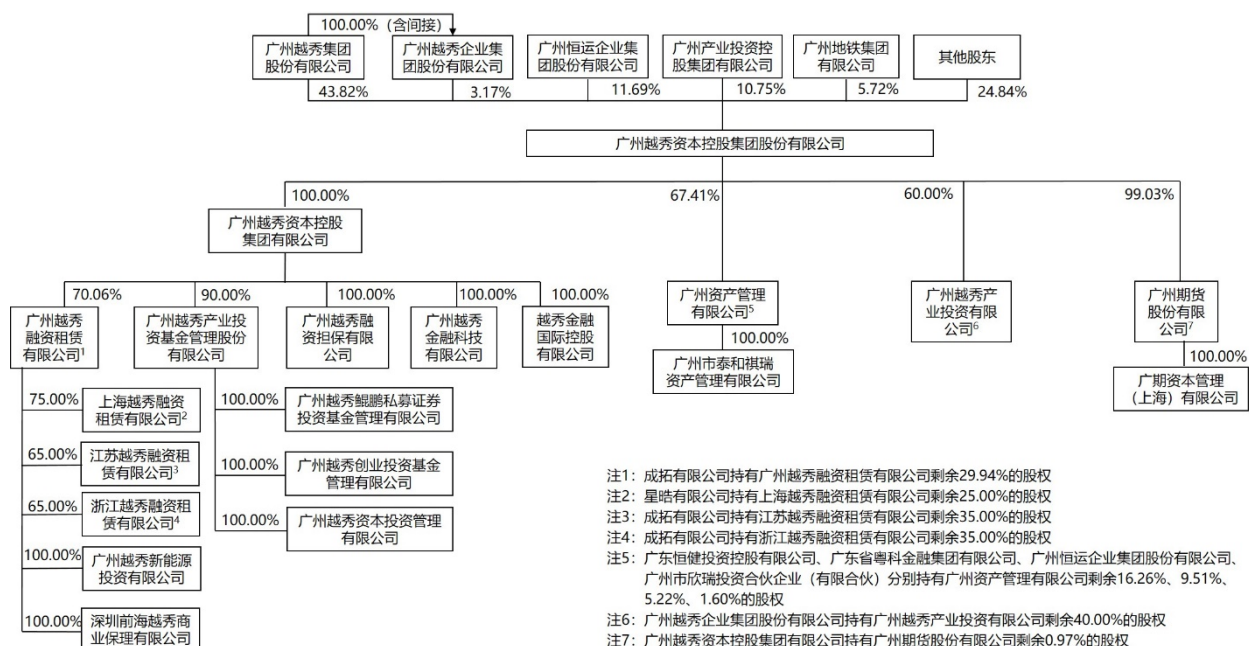 100.00%（含间接）
广州越秀集团
股份有限公司
广州越秀企业集
团股份有限公司
广州恒运企业集
团股份有限公司
广州产业投资控
股集团有限公司
广州地铁集团
有限公司
其他股东
43.82%
3.17%
11.69%
10.75%
5.72%
24.84%
广州越秀资本控股集团股份有限公司
100.00%
67.41%
60.00%
99.03%
广州越秀资本控股
集团有限公司
70.06%
90.00%
100.00%
100.00%
100.00%
广州越秀
融资租赁
有限公司1
广州越秀产业投
资基金管理股份
有限公司
广州越秀融
资担保有限
公司
广州越秀
金融科技
有限公司
越秀金融
国际控股
有限公司
广州资产管理
有限公司5
广州越秀产
业投资有限
公司6
广州期货
股份有限
公司7
100.00%
广州市泰和祺瑞
资产管理有限公司
100.00%
广期资本管理
（上海）有限公司
75.00%
上海越秀融资
租赁有限公司2
65.00%
江苏越秀融资租
赁有限公司3
65.00%
浙江越秀融资租
赁有限公司4
100.00%
广州越秀新能源
投资有限公司
100.00%
深圳前海越秀商
业保理有限公司
100.00%
广州越秀鲲鹏私募证券
投资基金管理有限公司
100.00%
广州越秀创业投资基金
管理有限公司
100.00%
广州越秀资本投资管理
有限公司
注1：成拓有限公司持有广州越秀融资租赁有限公司剩余29.94%的股权
注2：星晧有限公司持有上海越秀融资租赁有限公司剩余25.00%的股权
注3：成拓有限公司持有江苏越秀融资租赁有限公司剩余35.00%的股权
注4：成拓有限公司持有浙江越秀融资租赁有限公司剩余35.00%的股权
注5：广东恒健投资控股有限公司、广东省粤科金融集团有限公司、广州恒运企业集团股份有限公司、
广州市欣瑞投资合伙企业（有限合伙）分别持有广州资产管理有限公司剩余16.26%、9.51%、
5.22%、1.60%的股权
注6：广州越秀企业集团股份有限公司持有广州越秀产业投资有限公司剩余40.00%的股权
注7：广州越秀资本控股集团有限公司持有广州期货股份有限公司剩余0.97%的股权